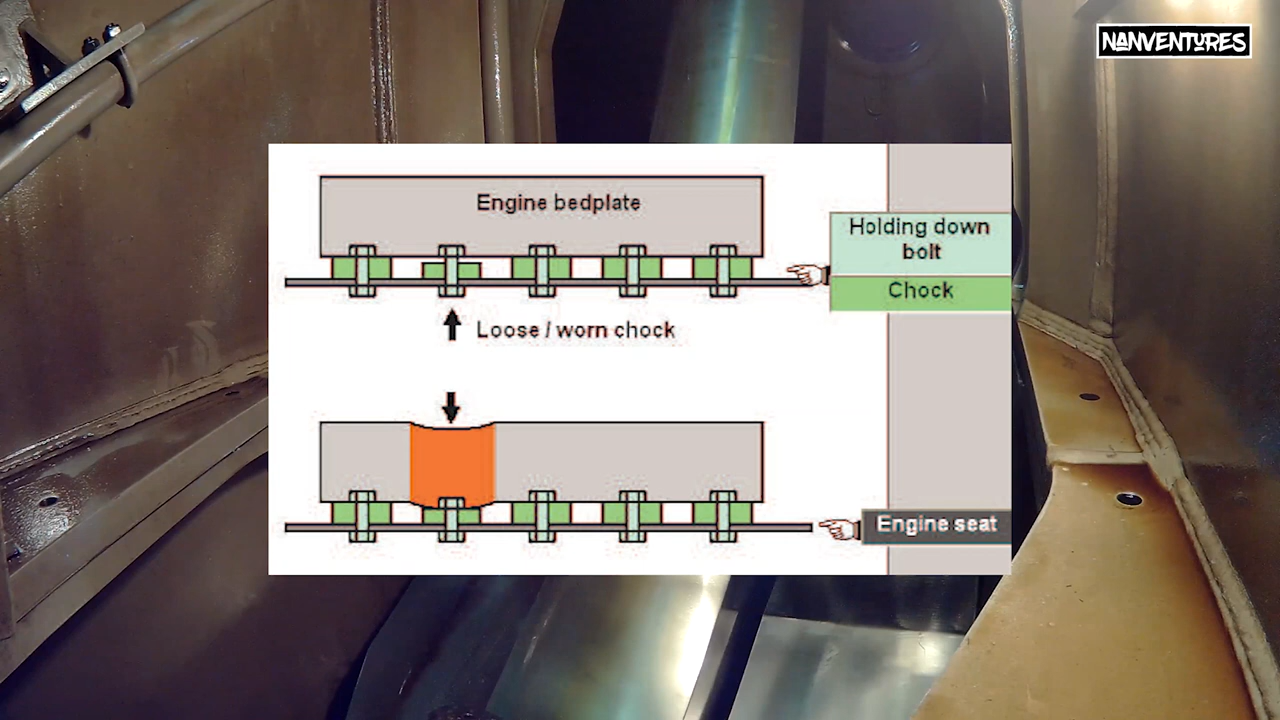 NANVENTURES
Engine bedplate
Holding down
bolt
Chock
Loose / worn chock
Engine seat